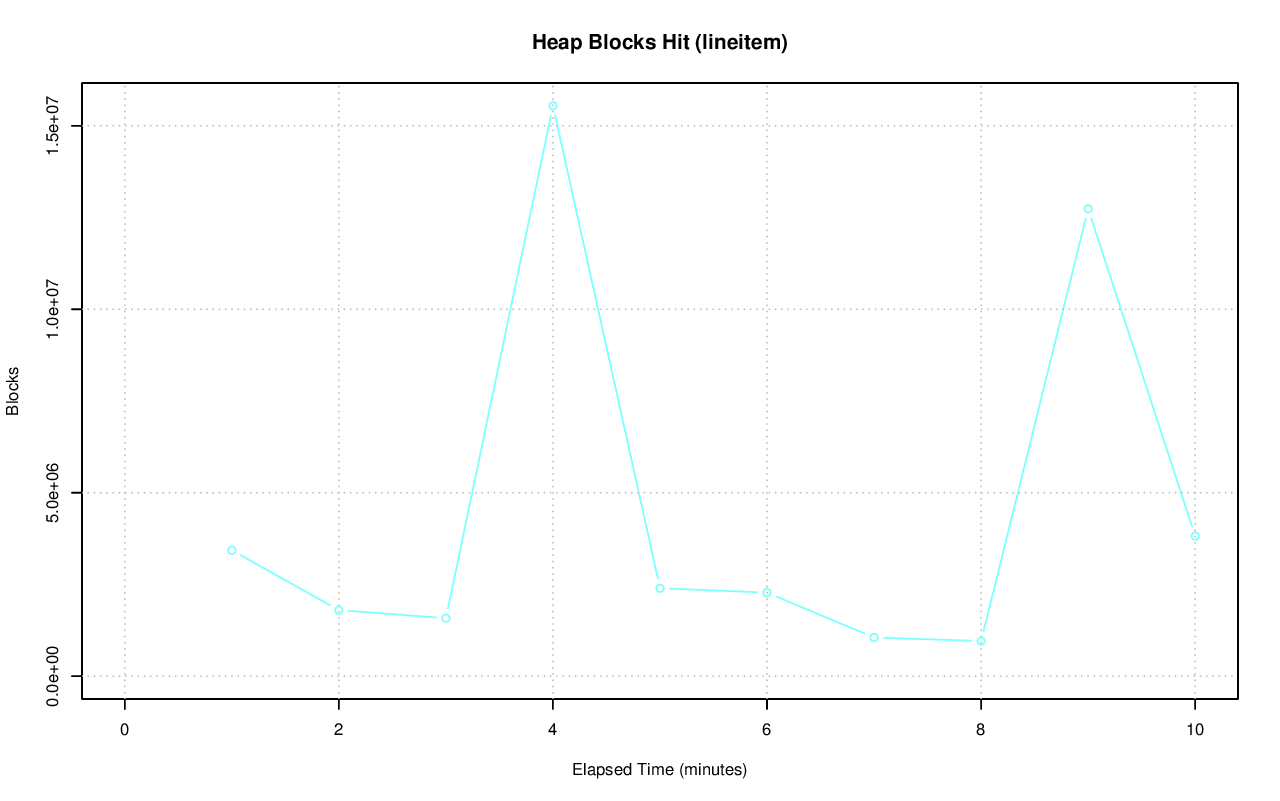 Heap Blocks Hit (lineitem)
1.5e+07
1.0e+07
5.0e+06
0.0e+00
Blocks
0 2 4 6 8 10
Elapsed Time (minutes)